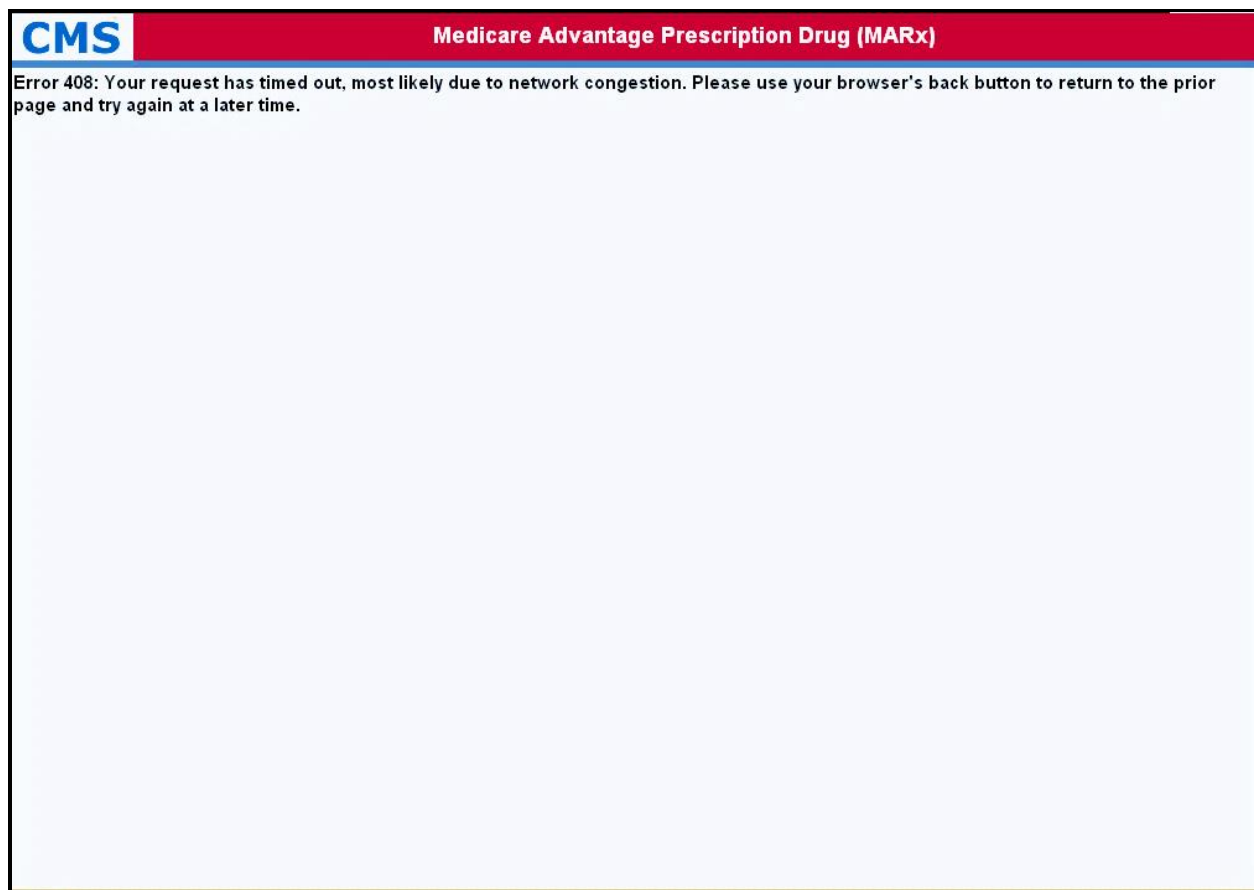 CMS
Medicare Advantage Prescription Drug (MARx)
Error 408: Your request has timed out, most likely due to network congestion. Please use your browser's back button to return to the prior
page and try again at a later time.